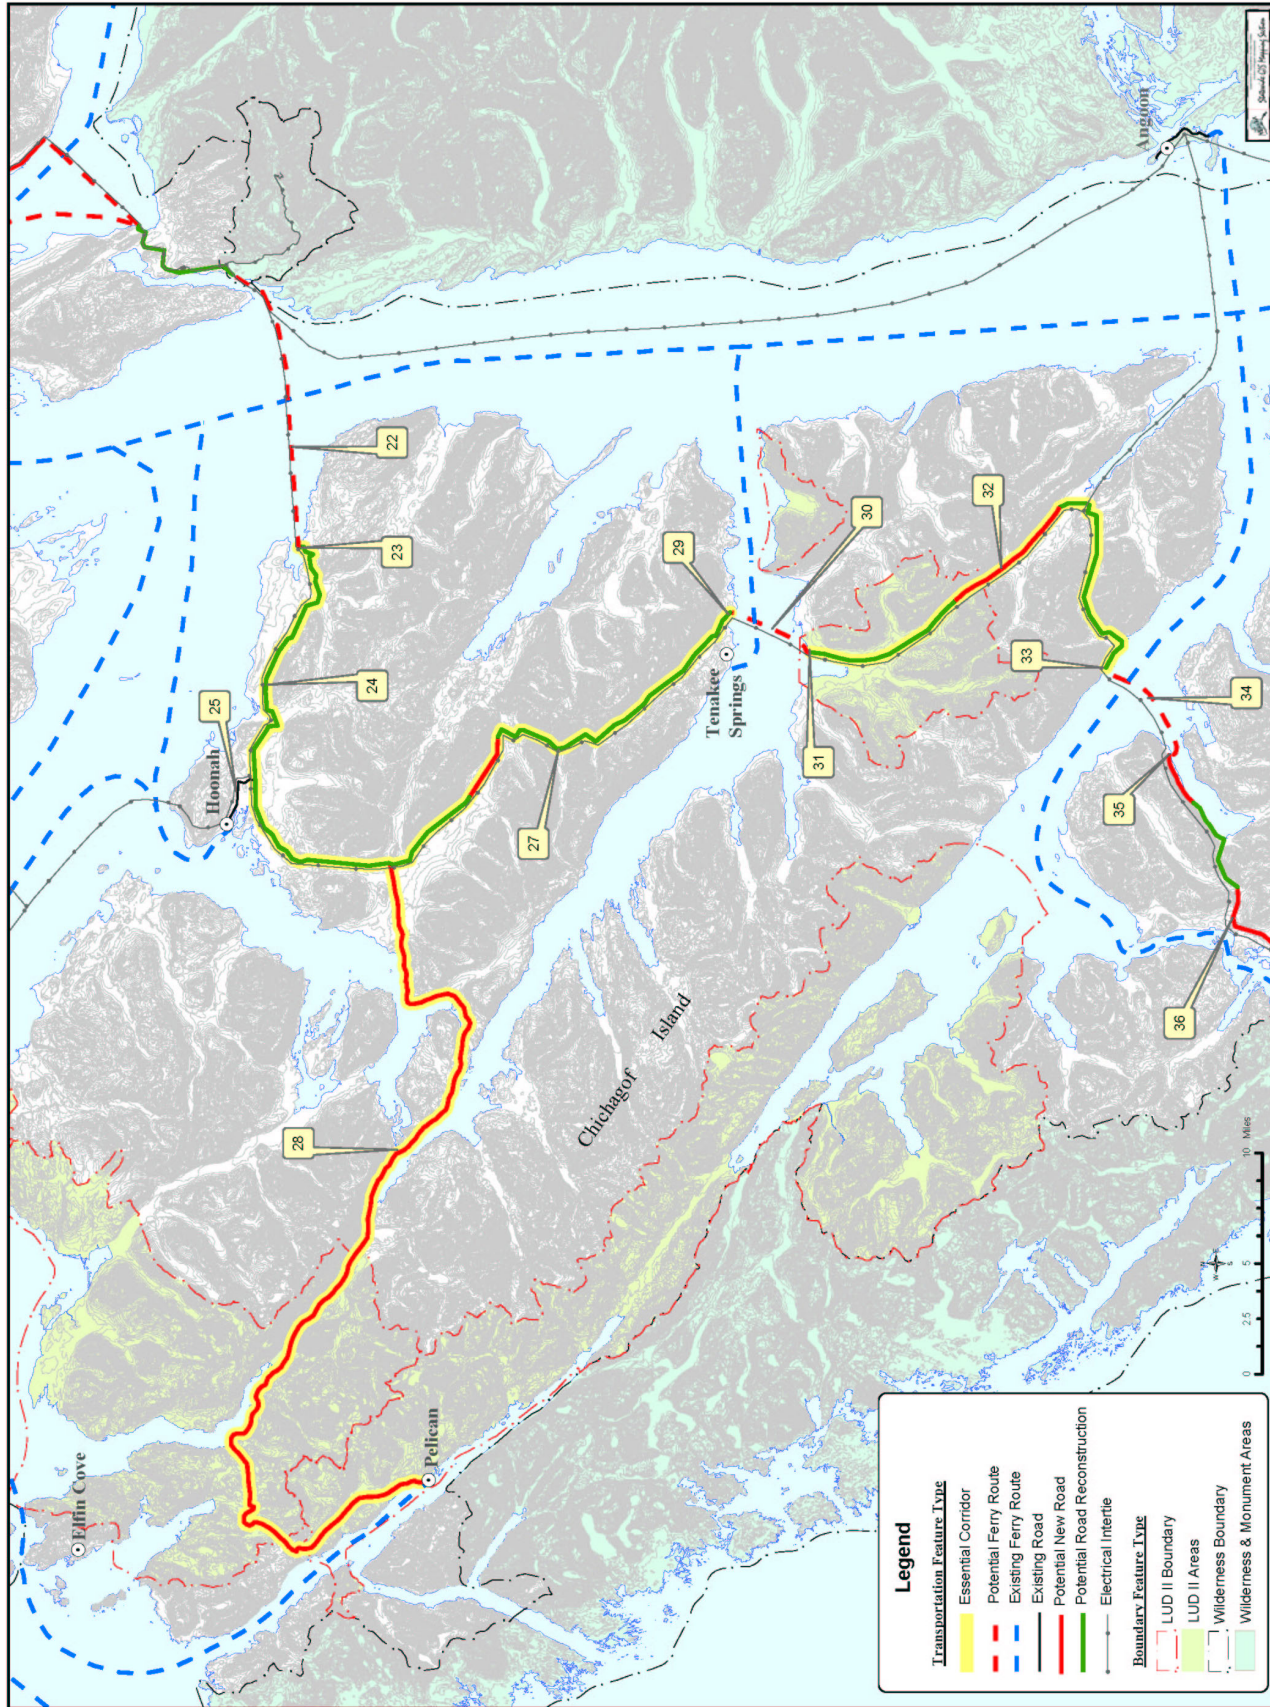 Elfin Cove
Pelican
Hoonah
Tenakee
Springs
Angoon
Chichagof
Island
22
23
24
25
27
28
29
30
31
32
33
34
35
36
Legend
Transportation Feature Type
Essential Corridor
Potential Ferry Route
Existing Ferry Route
Existing Road
Potential New Road
Potential Road Reconstruction
Electrical Intertie
Boundary Feature Type
LUD II Boundary
LUD II Areas
Wilderness Boundary
Wilderness & Monument Areas
0 2.5 5 10 Miles
N
W E
S